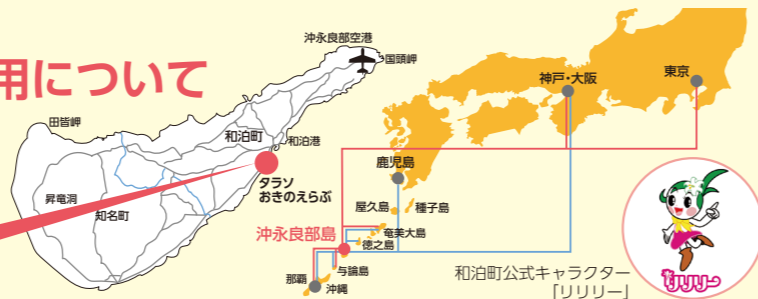 用について
沖永良部空港
国頭岬
田皆岬
和泊町
和泊港
タラソ
おきのえらぶ
昇竜洞
知名町
神戸・大阪
東京
鹿児島
屋久島
種子島
奄美大島
徳之島
沖永良部島
与論島
那覇
沖縄
和泊町公式キャラクター
「リリリー」
リリリー